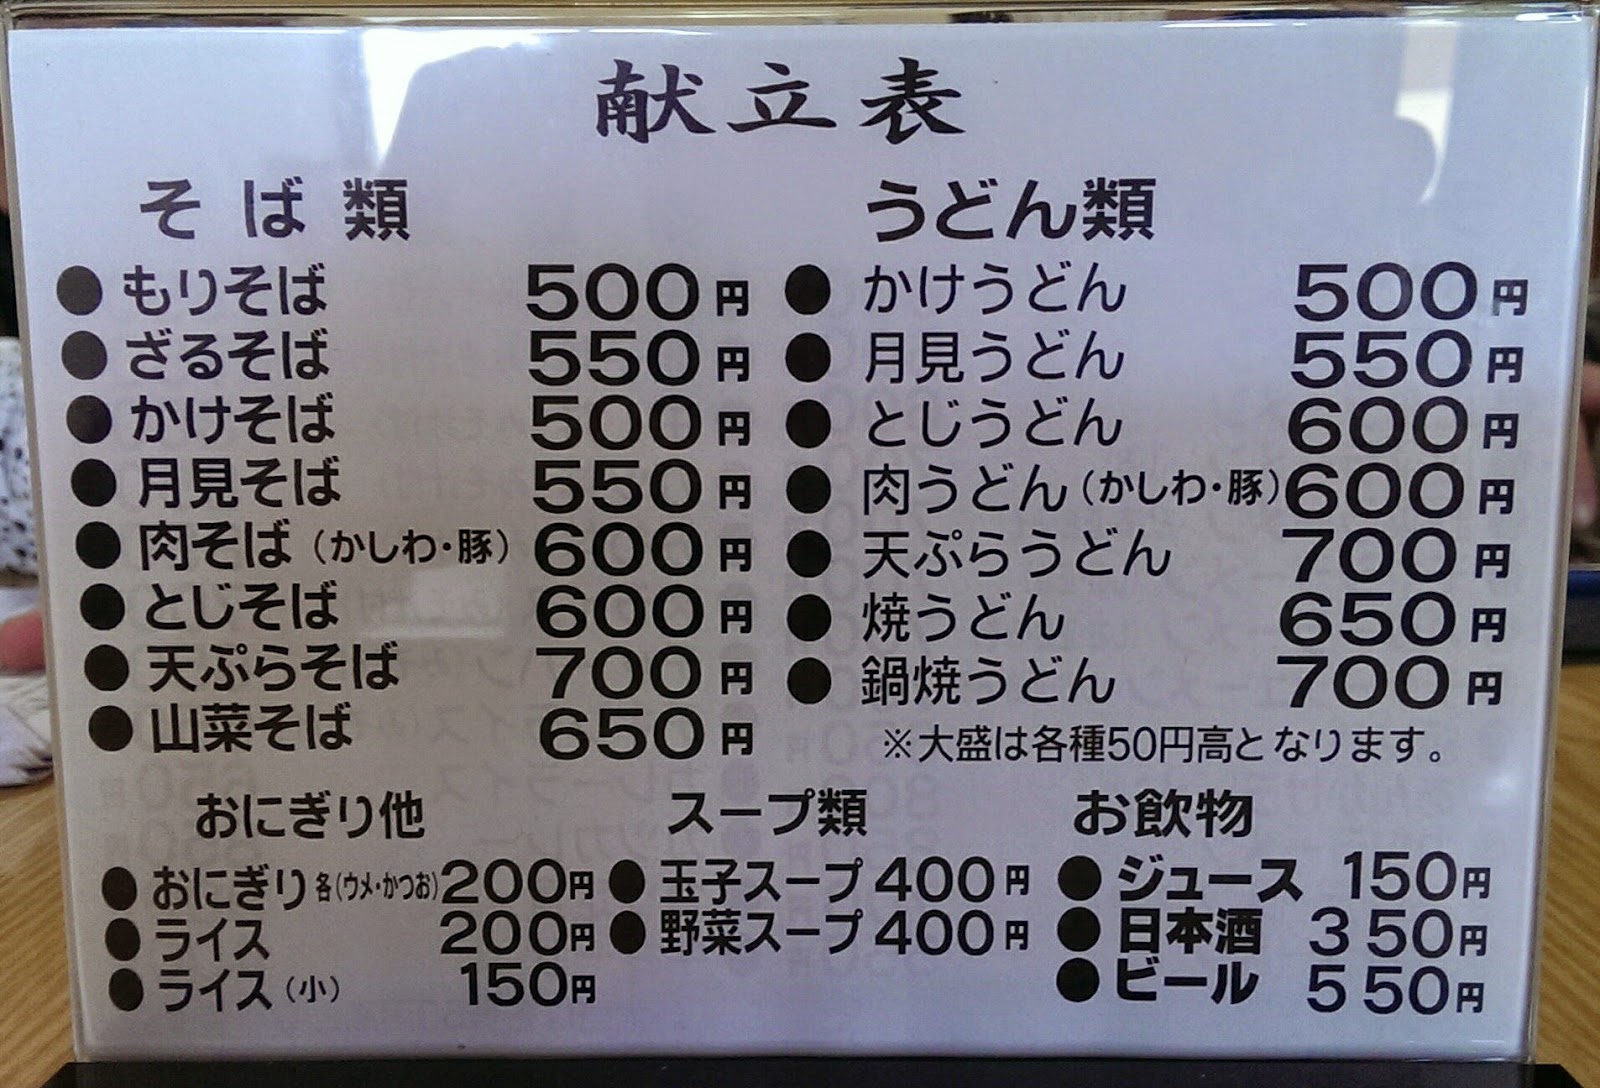 献立表
そば類
●もりそば 500円
●ざるそば 550円
●かけそば 500円
●月見そば 550円
●肉そば（かしわ・豚） 600円
●とじそば 600円
●天ぷらそば 700円
●山菜そば 650円
うどん類
●かけうどん 500円
●月見うどん 550円
●とじうどん 600円
●肉うどん（かしわ・豚）600円
●天ぷらうどん 700円
●焼うどん 650円
●鍋焼うどん 700円
※大盛は各種50円高となります。
おにぎり他
●おにぎり各（ウメ・かつお）200円
●ライス 200円
●ライス（小） 150円
スープ類
●玉子スープ 400円
●野菜スープ 400円
お飲物
●ジュース 150円
●日本酒 350円
●ビール 550円